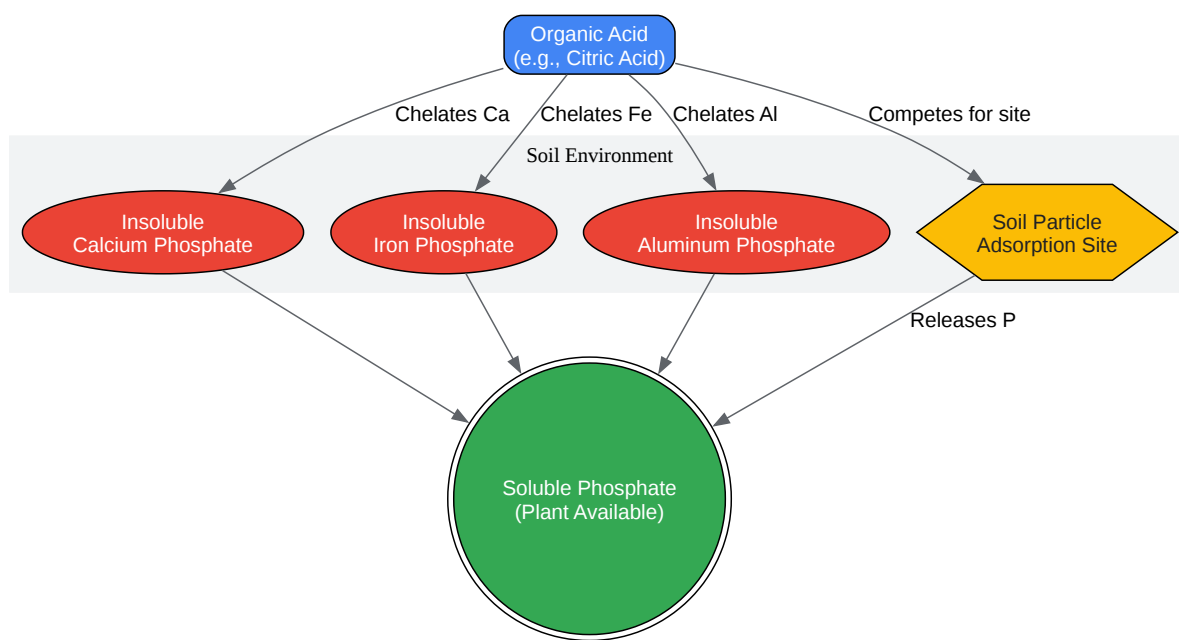 Organic Acid
(e.g., Citric Acid)
Chelates Ca
Chelates Fe
Chelates Al
Competes for site
Soil Environment
Insoluble
Calcium Phosphate
Insoluble
Iron Phosphate
Insoluble
Aluminum Phosphate
Soil Particle
Adsorption Site
Releases P
Soluble Phosphate
(Plant Available)